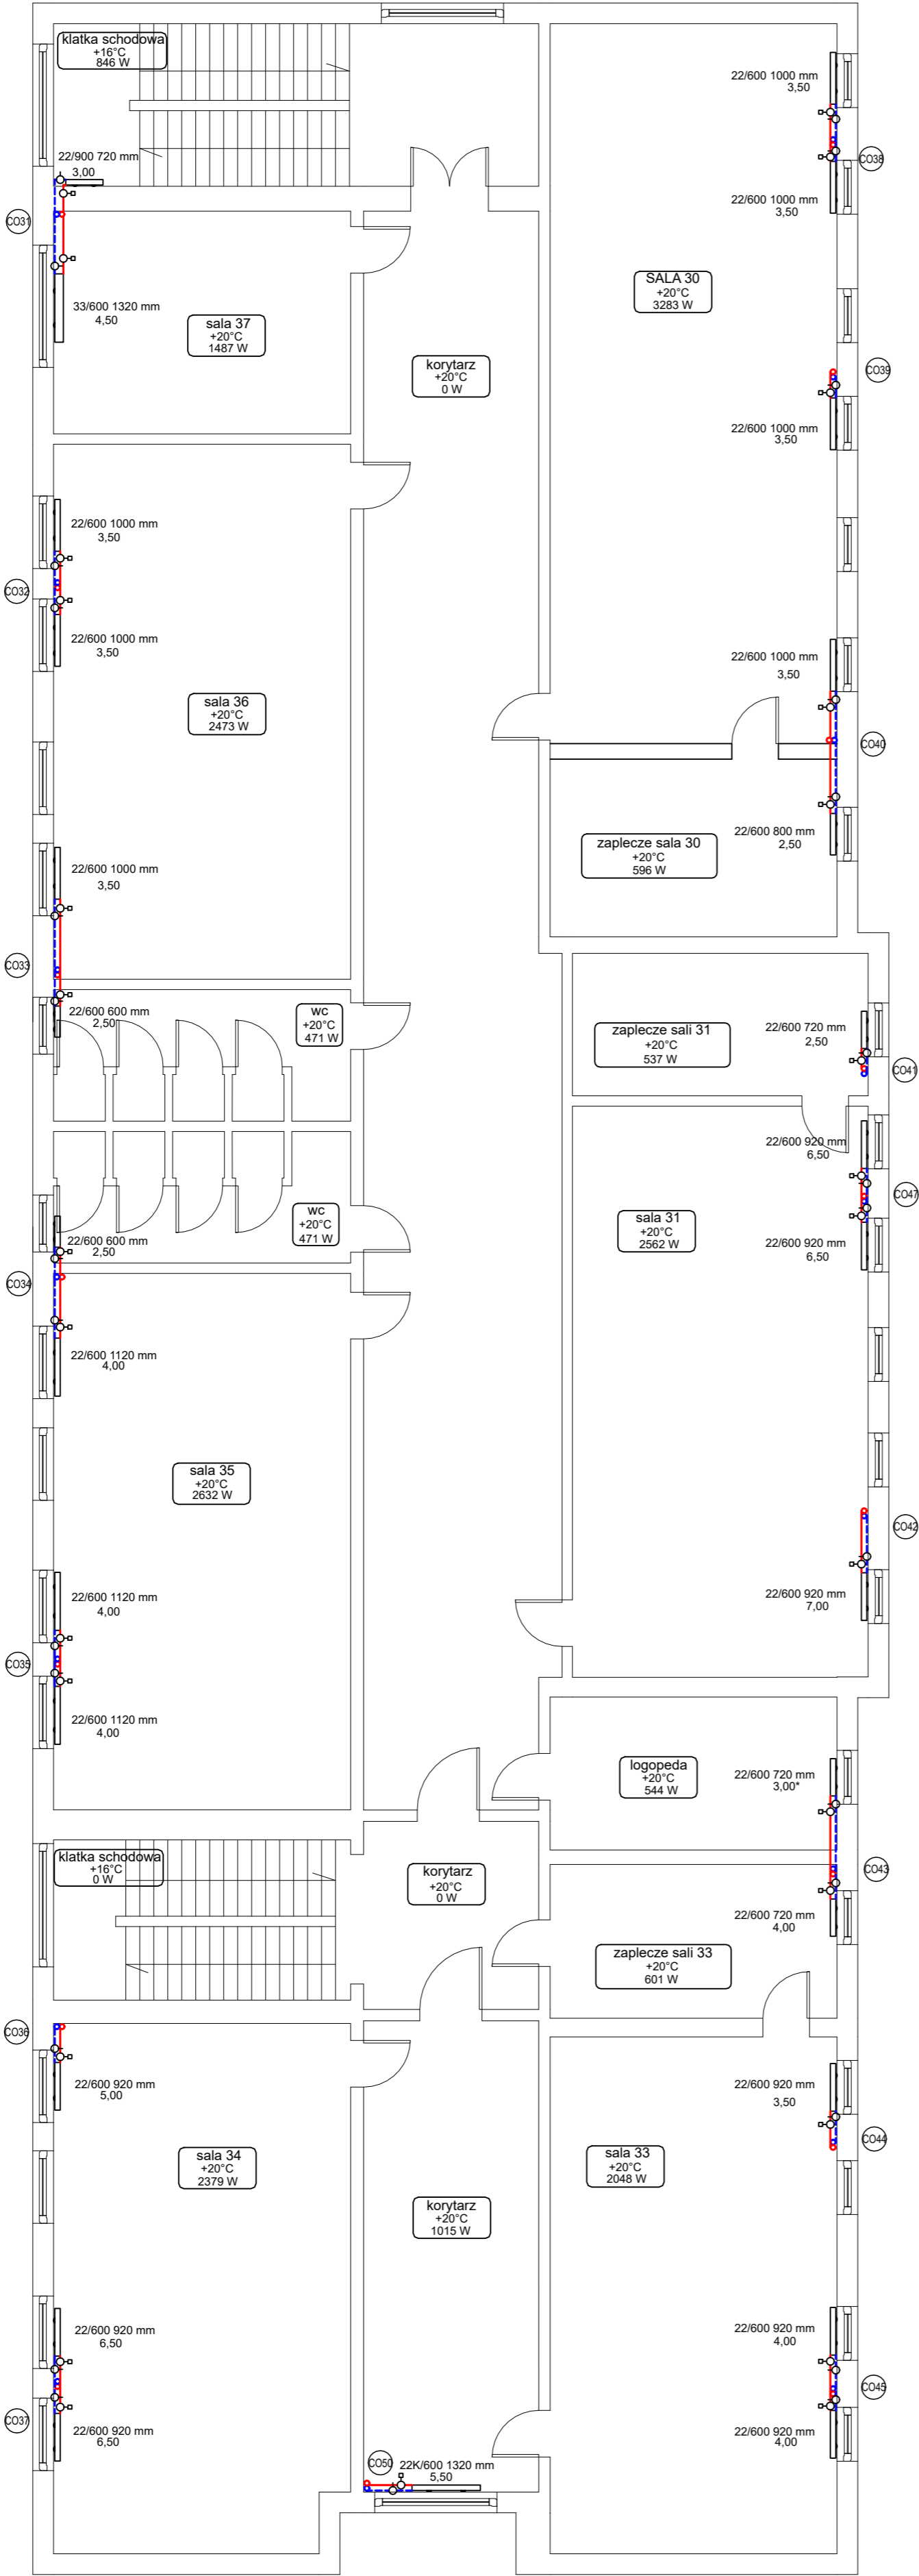 klatka schodowa
+16°C
846 W
22/900 720 mm
3,00
CO31
33/600 1320 mm
4,50
sala 37
+20°C
1487 W
korytarz
+20°C
0 W
22/600 1000 mm
3,50
CO38
22/600 1000 mm
3,50
SALA 30
+20°C
3283 W
CO39
22/600 1000 mm
3,50
22/600 1000 mm
3,50
CO32
22/600 1000 mm
3,50
sala 36
+20°C
2473 W
22/600 1000 mm
3,50
CO40
22/600 800 mm
2,50
zaplecze sala 30
+20°C
596 W
22/600 1000 mm
3,50
CO33
22/600 600 mm
2,50
wc
+20°C
471 W
zaplecze sali 31
+20°C
537 W
22/600 720 mm
2,50
CO41
22/600 920 mm
6,50
CO47
22/600 920 mm
6,50
sala 31
+20°C
2562 W
wc
+20°C
471 W
22/600 600 mm
2,50
CO34
22/600 1120 mm
4,00
sala 35
+20°C
2632 W
CO42
22/600 920 mm
7,00
22/600 1120 mm
4,00
CO35
22/600 1120 mm
4,00
logopeda
+20°C
544 W
22/600 720 mm
3,00*
CO43
klatka schodowa
+16°C
0 W
korytarz
+20°C
0 W
22/600 720 mm
4,00
zaplecze sali 33
+20°C
601 W
CO36
22/600 920 mm
5,00
22/600 920 mm
3,50
CO44
sala 34
+20°C
2379 W
sala 33
+20°C
2048 W
korytarz
+20°C
1015 W
22/600 920 mm
6,50
CO37
22/600 920 mm
6,50
22/600 920 mm
4,00
CO45
22/600 920 mm
4,00
CO50
22K/600 1320 mm
5,50